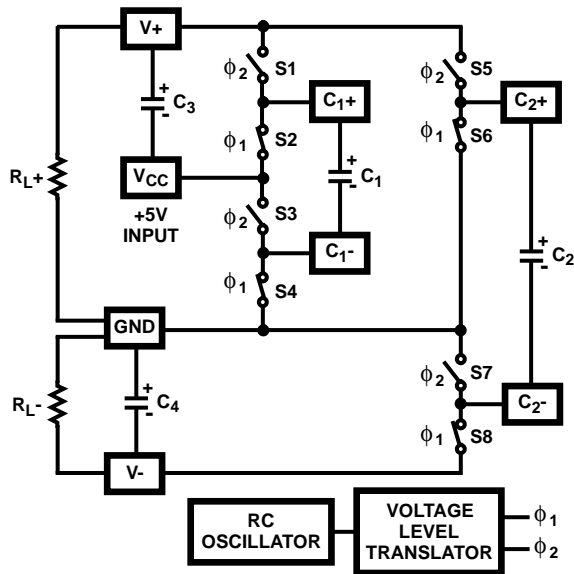 V+
S1
S5
ϕ2
ϕ2
+
-
C3
C1+
C2+
S2
S6
ϕ1
ϕ1
RL+
VCC
+
-
C1
+5V
INPUT
S3
ϕ2
C1-
+
-
C2
ϕ1
S4
GND
S7
ϕ2
RL-
+
-
C4
C2-
ϕ1
S8
V-
RC
OSCILLATOR
VOLTAGE
LEVEL
TRANSLATOR
ϕ1
ϕ2